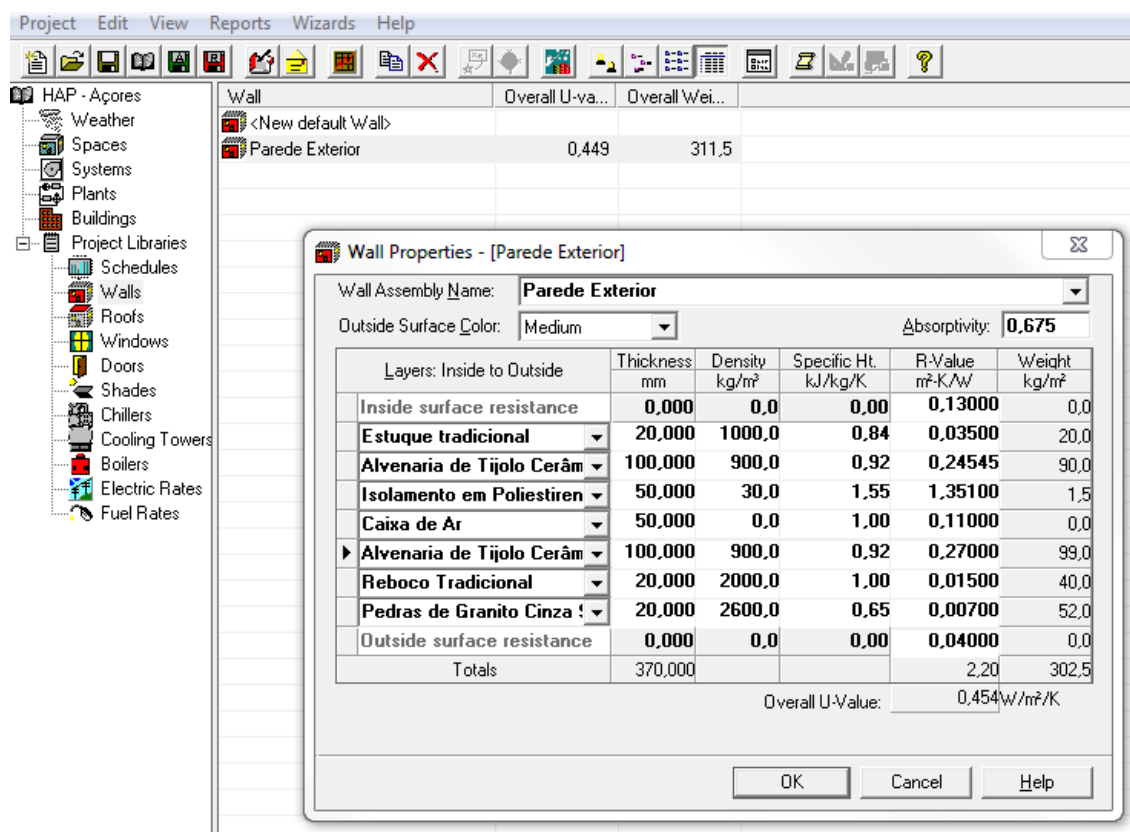 Project Edit View Reports Wizards Help
HAP - Açores
Weather
Spaces
Systems
Plants
Buildings
Project Libraries
Schedules
Walls
Roofs
Windows
Doors
Shades
Chillers
Cooling Towers
Boilers
Electric Rates
Fuel Rates
Wall Overall U-va... Overall Wei...
<New default Wall>
Parede Exterior 0,449 311,5
Wall Properties - [Parede Exterior]
Wall Assembly Name: Parede Exterior
Outside Surface Color: Medium Absorptivity: 0,675
Layers: Inside to Outside Thickness mm Density kg/m³ Specific Ht. kJ/kg/K R-Value m²-K/W Weight kg/m²
Inside surface resistance 0,000 0,0 0,00 0,13000 0,0
Estuque tradicional 20,000 1000,0 0,84 0,03500 20,0
Alvenaria de Tijolo Cerâm 100,000 900,0 0,92 0,24545 90,0
Isolamento em Poliestiren 50,000 30,0 1,55 1,35100 1,5
Caixa de Ar 50,000 0,0 1,00 0,11000 0,0
Alvenaria de Tijolo Cerâm 100,000 900,0 0,92 0,27000 99,0
Reboco Tradicional 20,000 2000,0 1,00 0,01500 40,0
Pedras de Granito Cinza 20,000 2600,0 0,65 0,00700 52,0
Outside surface resistance 0,000 0,0 0,00 0,04000 0,0
Totals 370,000 2,20 302,5
Overall U-Value: 0,454 W/m²/K
OK Cancel Help